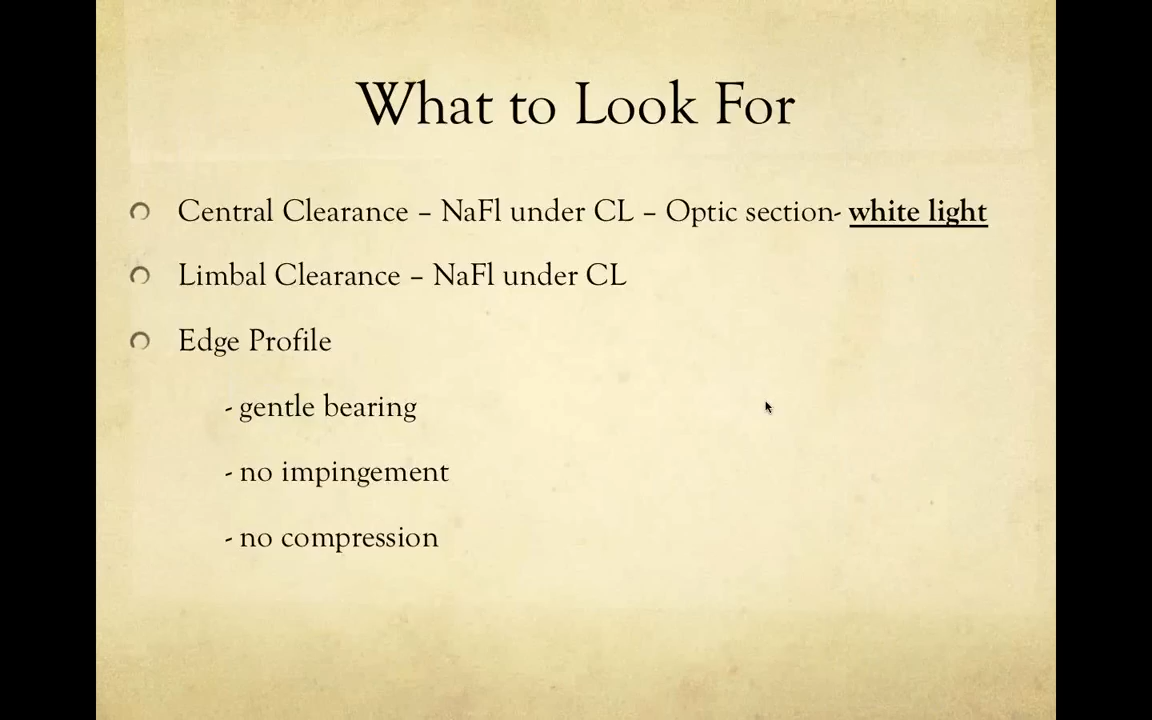 What to Look For
Central Clearance – NaFl under CL – Optic section- white light
Limbal Clearance – NaFl under CL
Edge Profile
- gentle bearing
- no impingement
- no compression